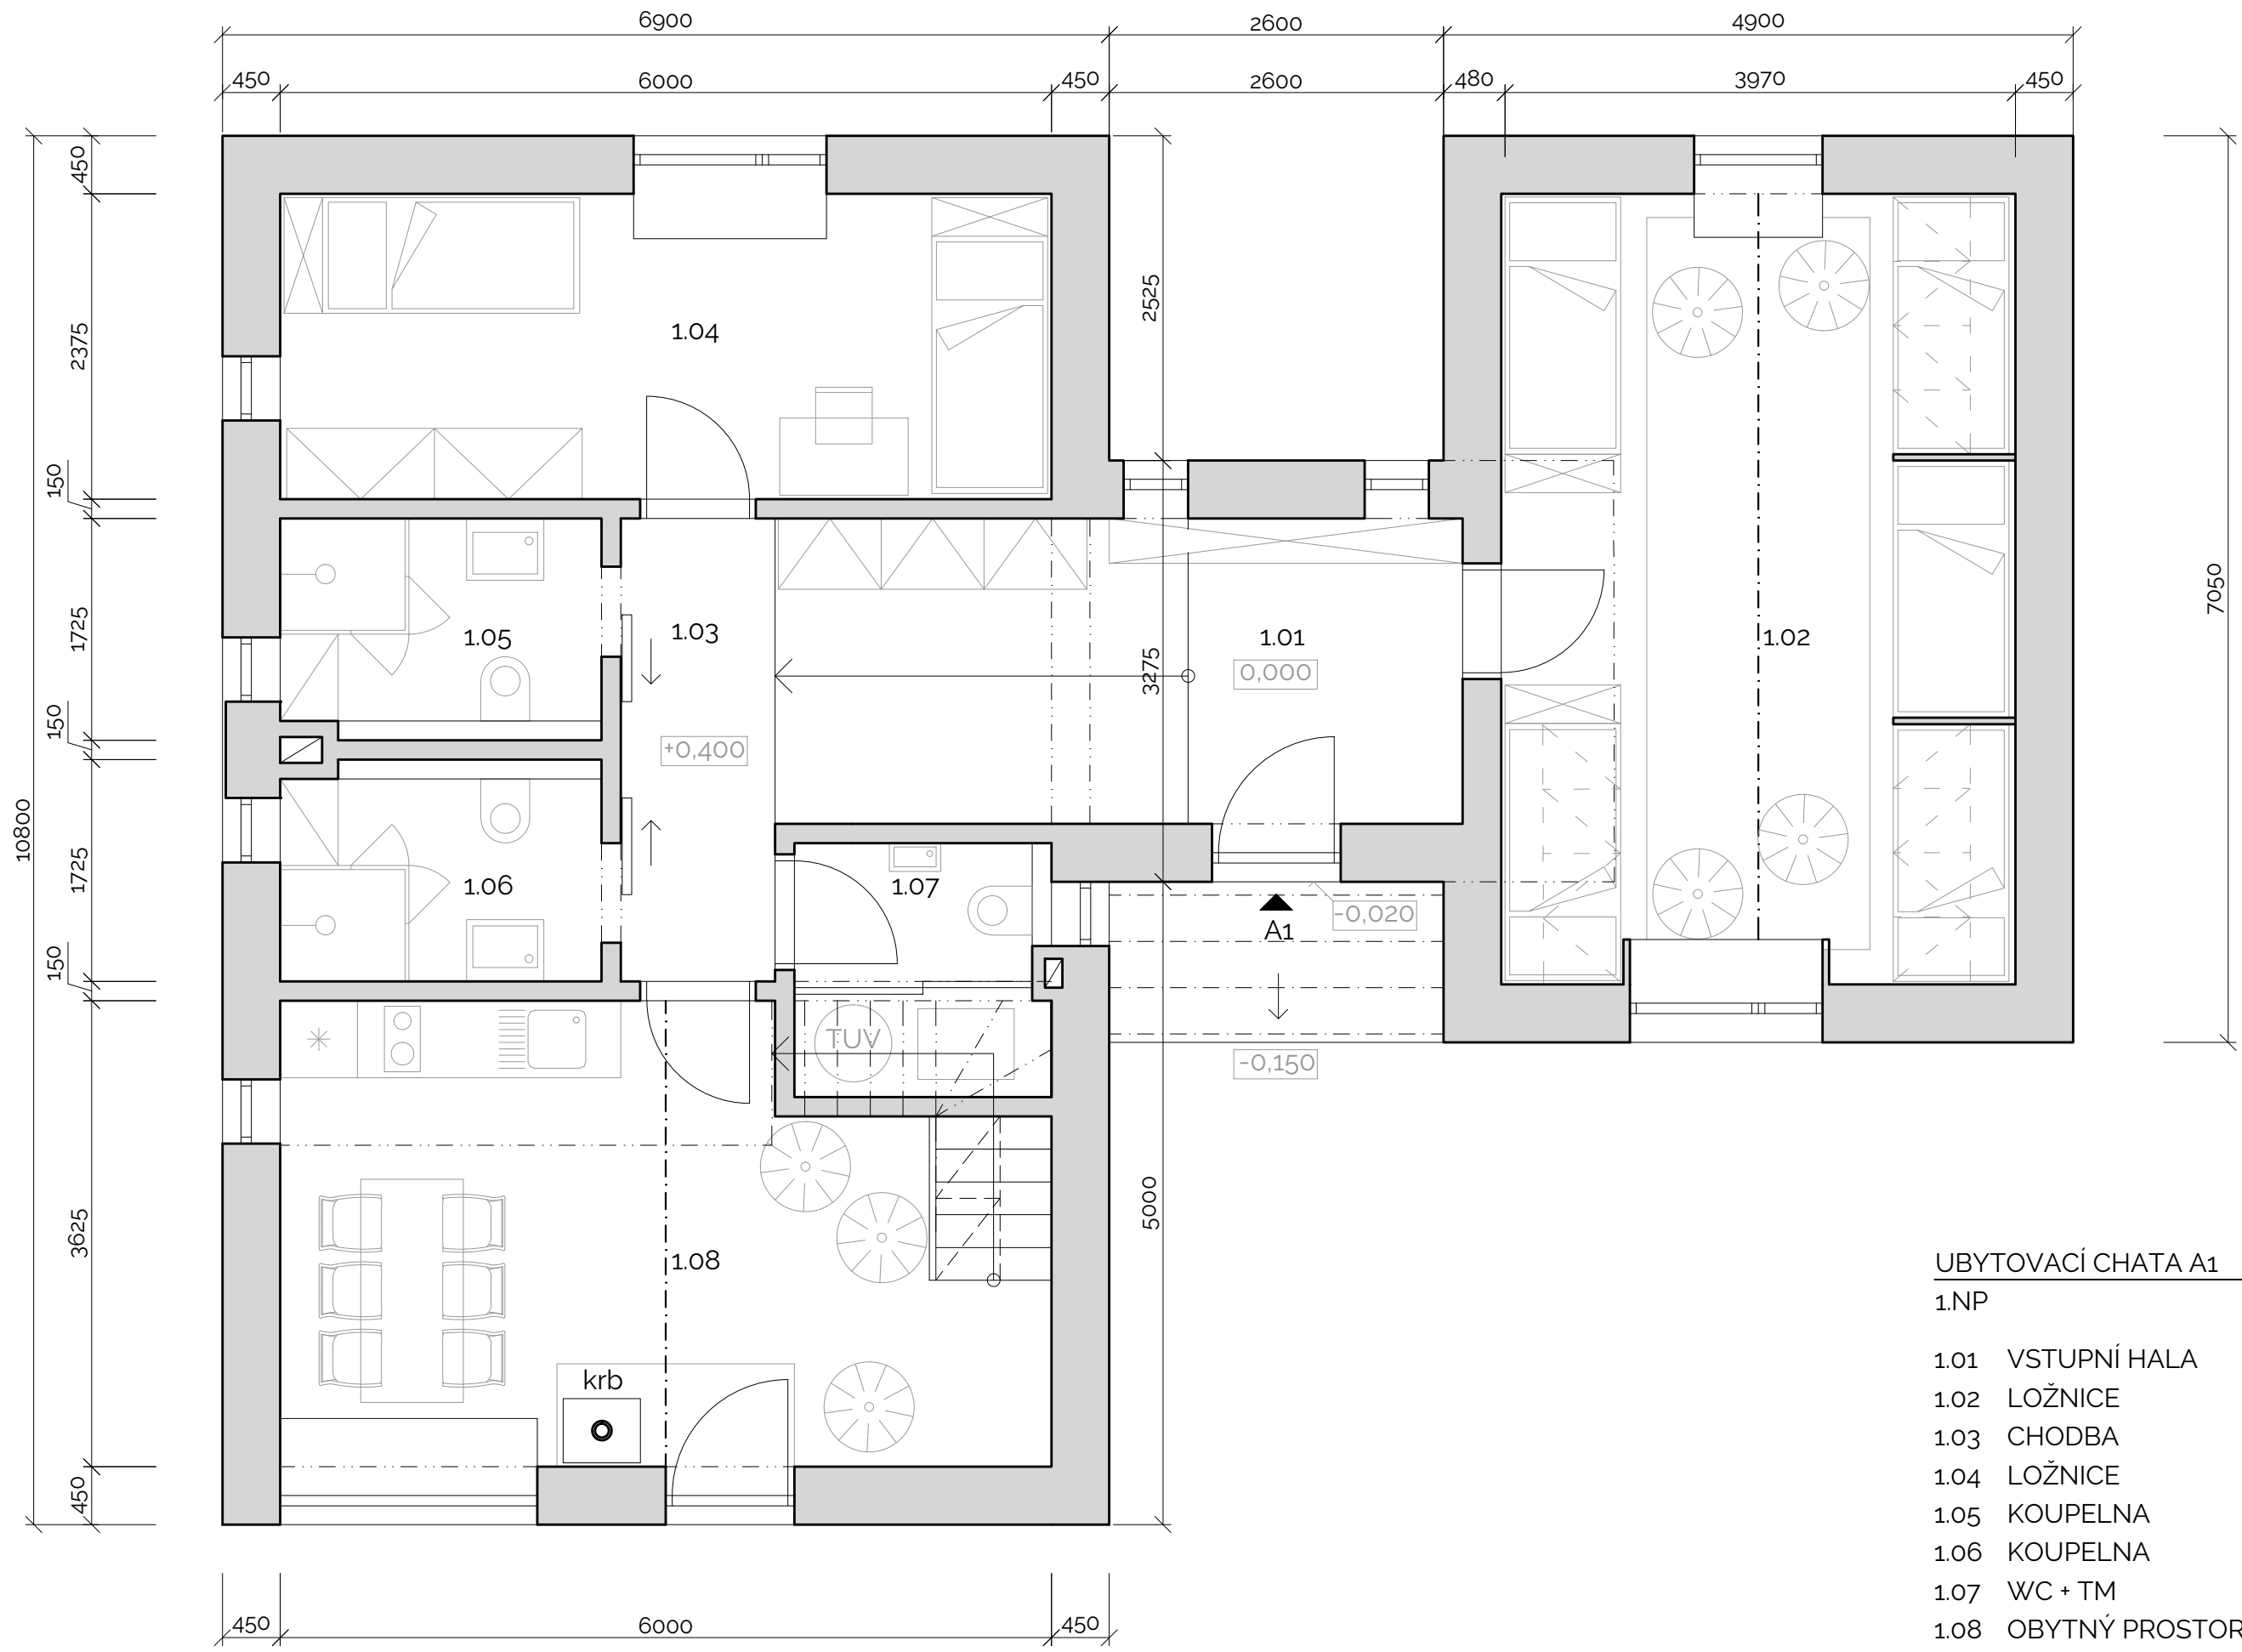 6900 2600 4900
450 6000 450 2600 480 3970 450
450
2375
150
1725
150
1725
150
3625
450
10800
2525
3275
5000
7050
1.04
1.05
1.03
1.01
0,000
1.02
+0,400
1.06
1.07
A1
-0,020
-0,150
TUV
1.08
krb
450 6000 450
UBYTOVACÍ CHATA A1
1.NP
1.01 VSTUPNÍ HALA
1.02 LOŽNICE
1.03 CHODBA
1.04 LOŽNICE
1.05 KOUPELNA
1.06 KOUPELNA
1.07 WC + TM
1.08 OBYTNÝ PROSTOR